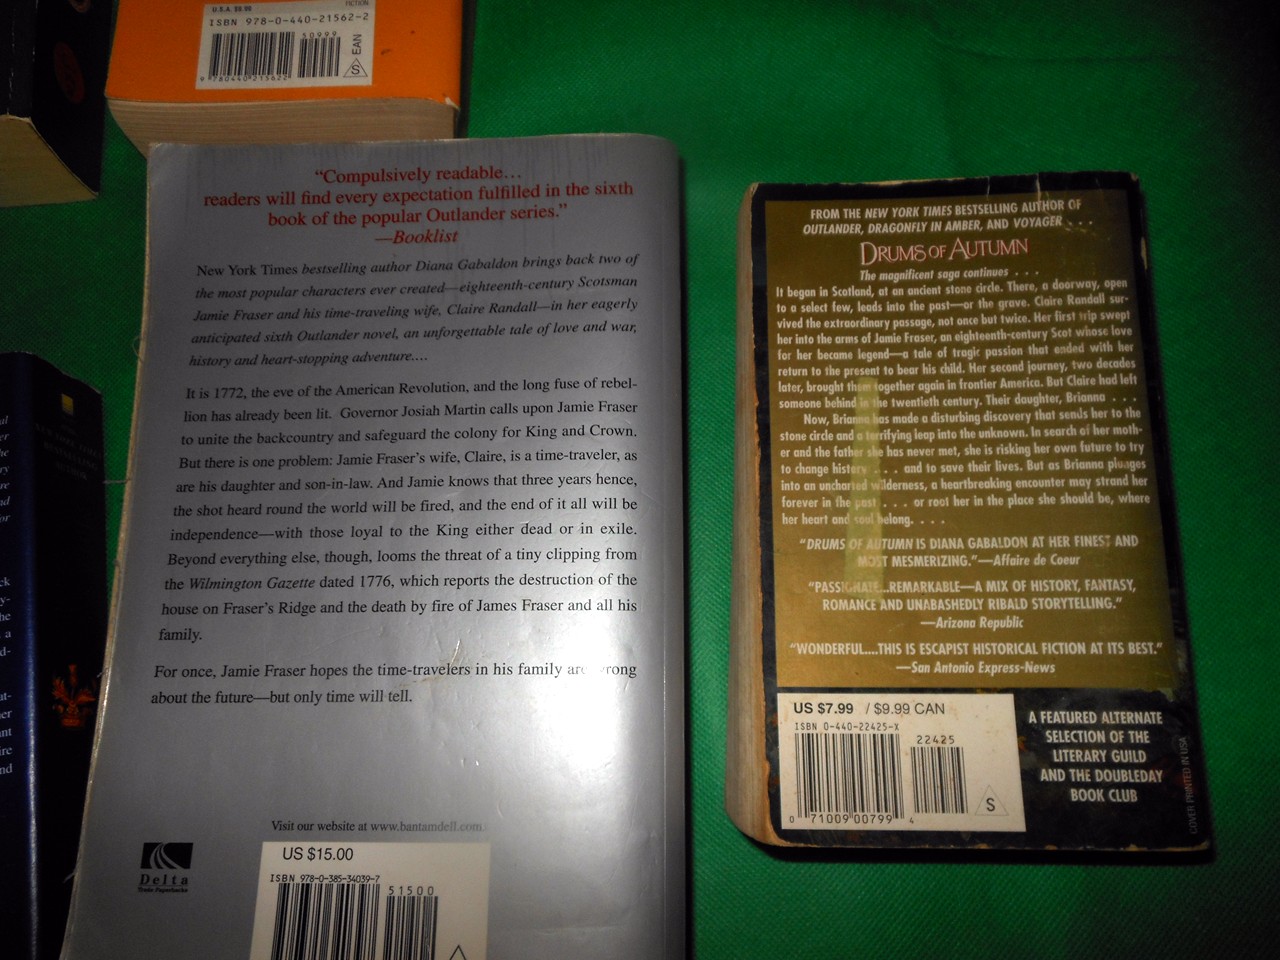 U.S.A. $9.99
FICTION
ISBN 978-0-440-21562-2
50999
EAN
S
9 780440 215622
"Compulsively readable...
readers will find every expectation fulfilled in the sixth
book of the popular Outlander series."
—Booklist
New York Times bestselling author Diana Gabaldon brings back two of
the most popular characters ever created—eighteenth-century Scotsman
Jamie Fraser and his time-traveling wife, Claire Randall—in her eagerly
anticipated sixth Outlander novel, an unforgettable tale of love and war,
history and heart-stopping adventure....
It is 1772, the eve of the American Revolution, and the long fuse of rebel-
lion has already been lit. Governor Josiah Martin calls upon Jamie Fraser
to unite the backcountry and safeguard the colony for King and Crown.
But there is one problem: Jamie Fraser's wife, Claire, is a time-traveler, as
are his daughter and son-in-law. And Jamie knows that three years hence,
the shot heard round the world will be fired, and the end of it all will be
independence—with those loyal to the King either dead or in exile.
Beyond everything else, though, looms the threat of a tiny clipping from
the Wilmington Gazette dated 1776, which reports the destruction of the
house on Fraser's Ridge and the death by fire of James Fraser and all his
family.
For once, Jamie Fraser hopes the time-travelers in his family are wrong
about the future—but only time will tell.
Visit our website at www.bantamdell.com
Delta
Trade Paperbacks
US $15.00
ISBN 978-0-385-34039-7
51500
FROM THE NEW YORK TIMES BESTSELLING AUTHOR OF
OUTLANDER, DRAGONFLY IN AMBER, AND VOYAGER . . .
DRUMS OF AUTUMN
The magnificent saga continues . . .
It began in Scotland, at an ancient stone circle. There, a doorway, open
to a select few, leads into the past—or the grave. Claire Randall sur-
vived the extraordinary passage, not once but twice. Her first trip swept
her into the arms of Jamie Fraser, an eighteenth-century Scot whose love
for her became legend—a tale of tragic passion that ended with her
return to the present to bear his child. Her second journey, two decades
later, brought them together again in frontier America. But Claire had left
someone behind in the twentieth century. Their daughter, Brianna . . .
Now, Brianna has made a disturbing discovery that sends her to the
stone circle and a terrifying leap into the unknown. In search of her moth-
er and the father she has never met, she is risking her own future to try
to change history . . . and to save their lives. But as Brianna plunges
into an uncharted wilderness, a heartbreaking encounter may strand her
forever in the past . . . or root her in the place she should be, where
her heart and soul belong. . . .
"DRUMS OF AUTUMN IS DIANA GABALDON AT HER FINEST AND
MOST MESMERIZING."—Affaire de Coeur
"PASSIONATE...REMARKABLE—A MIX OF HISTORY, FANTASY,
ROMANCE AND UNABASHEDLY RIBALD STORYTELLING."
—Arizona Republic
"WONDERFUL....THIS IS ESCAPIST HISTORICAL FICTION AT ITS BEST."
—San Antonio Express-News
US $7.99 / $9.99 CAN
ISBN 0-440-22425-X
22425
S
0 71009 00799 4
A FEATURED ALTERNATE
SELECTION OF THE
LITERARY GUILD
AND THE DOUBLEDAY
BOOK CLUB
COVER PRINTED IN USA